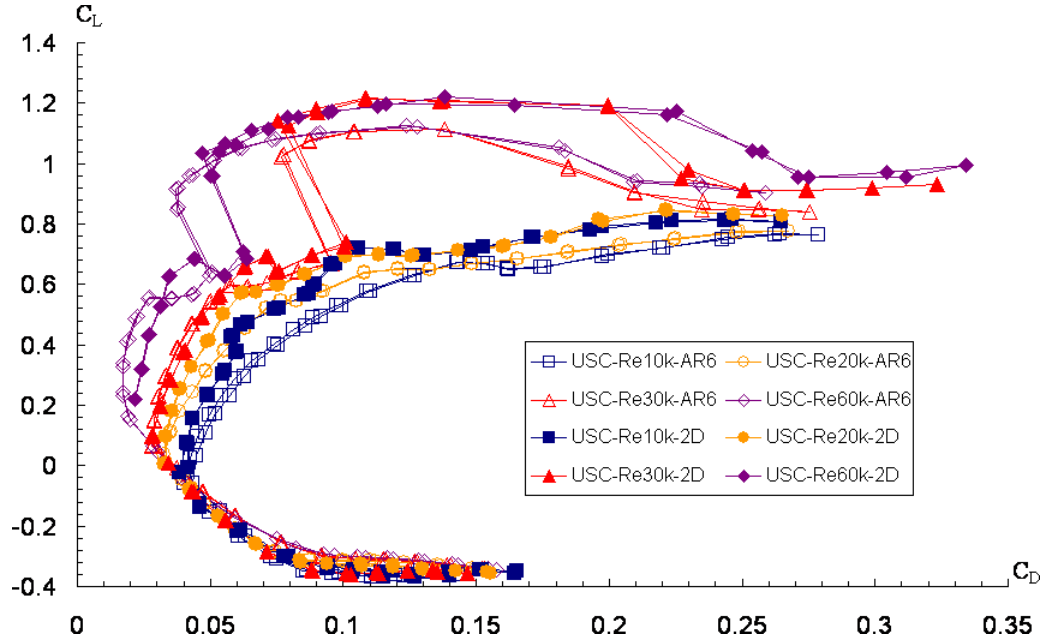 C_L
1.4
1.2
1
0.8
0.6
0.4
0.2
0
-0.2
-0.4
USC-Re10k-AR6 USC-Re20k-AR6
USC-Re30k-AR6 USC-Re60k-AR6
USC-Re10k-2D USC-Re20k-2D
USC-Re30k-2D USC-Re60k-2D
C_D
0 0.05 0.1 0.15 0.2 0.25 0.3 0.35